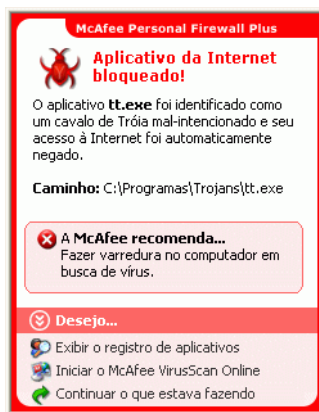 McAfee Personal Firewall Plus
Aplicativo da Internet
bloqueado!
O aplicativo tt.exe foi identificado como
um cavalo de Tróia mal-intencionado e seu
acesso à Internet foi automaticamente
negado.
Caminho: C:\Programas\Trojans\tt.exe
A McAfee recomenda...
Fazer varredura no computador em
busca de vírus.
Desejo...
Exibir o registro de aplicativos
Iniciar o McAfee VirusScan Online
Continuar o que estava fazendo